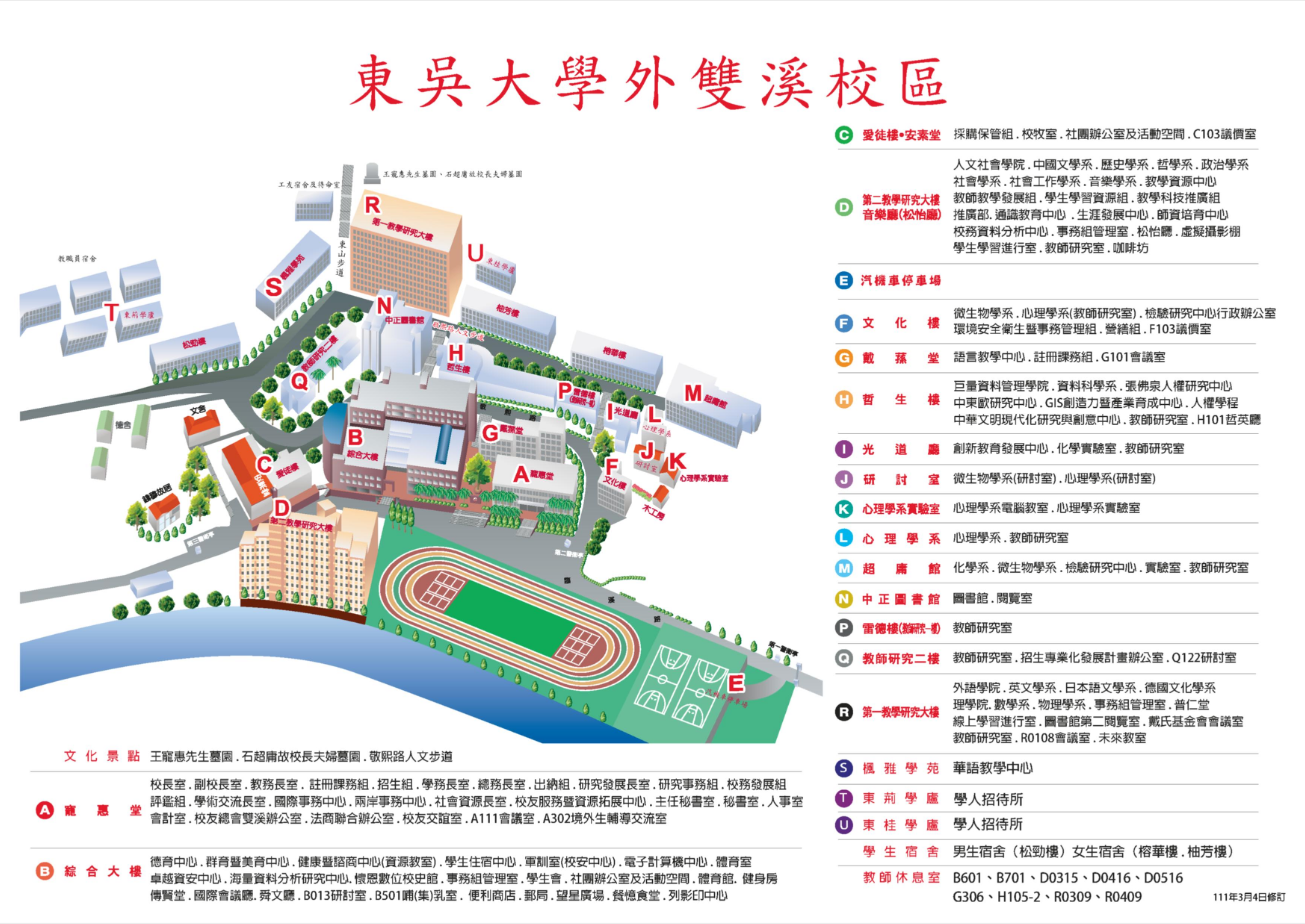 東吳大學外雙溪校區
工友宿舍及待命室
王寵惠先生墓園、石超庸故校長夫婦墓園
R
第一教學研究大樓
東山步道
教職員宿舍
U
東桂學廬
S
楓雅學苑
T
東荊學廬
N
中正圖書館
柚芳樓
松勁樓
教師研究二樓
Q
H
哲生樓
榕華樓
P
雷德樓
M
超庸館
I
光道廳
L
心理學系
文舍
檜舍
B
綜合大樓
G
戴蓀堂
J
研討室
K
心理學系實驗室
C
愛徒樓
安素堂
A
寵惠堂
F
文化樓
木工房
D
第二教學研究大樓
第三警衛亭
第二警衛亭
第一警衛亭
E
汽機車停車場
C 愛徒樓•安素堂 採購保管組 . 校牧室 . 社團辦公室及活動空間 . C103議價室
D 第二教學研究大樓 音樂廳(松怡廳)
人文社會學院 . 中國文學系 . 歷史學系 . 哲學系 . 政治學系
社會學系 . 社會工作學系 . 音樂學系 . 教學資源中心
教師教學發展組 . 學生學習資源組 . 教學科技推廣組
推廣部 . 通識教育中心 . 生涯發展中心 . 師資培育中心
校務資料分析中心 . 事務組管理室 . 松怡廳 . 虛擬攝影棚
學生學習進行室 . 教師研究室 . 咖啡坊
E 汽機車停車場
F 文化樓 微生物學系 . 心理學系(教師研究室) . 檢驗研究中心行政辦公室
環境安全衛生暨事務管理組 . 營繕組 . F103議價室
G 戴蓀堂 語言教學中心 . 註冊課務組 . G101會議室
H 哲生樓 巨量資料管理學院 . 資料科學系 . 張佛泉人權研究中心
中東歐研究中心 . GIS創造力暨產業育成中心 . 人權學程
中華文明現代化研究與創意中心 . 教師研究室 . H101哲英廳
I 光道廳 創新教育發展中心 . 化學實驗室 . 教師研究室
J 研討室 微生物學系(研討室) . 心理學系(研討室)
K 心理學系實驗室 心理學系電腦教室 . 心理學系實驗室
L 心理學系 心理學系 . 教師研究室
M 超庸館 化學系 . 微生物學系 . 檢驗研究中心 . 實驗室 . 教師研究室
N 中正圖書館 圖書館 . 閱覽室
P 雷德樓(教師研究一樓) 教師研究室
Q 教師研究二樓 教師研究室 . 招生專業化發展計畫辦公室 . Q122研討室
R 第一教學研究大樓
外語學院 . 英文學系 . 日本語文學系 . 德國文化學系
理學院 . 數學系 . 物理學系 . 事務組管理室 . 普仁堂
線上學習進行室 . 圖書館第二閱覽室 . 戴氏基金會會議室
教師研究室 . R0108會議室 . 未來教室
S 楓雅學苑 華語教學中心
T 東荊學廬 學人招待所
U 東桂學廬 學人招待所
學生宿舍 男生宿舍（松勁樓）女生宿舍（榕華樓 . 柚芳樓）
教師休息室 B601、B701、D0315、D0416、D0516
G306、H105-2、R0309、R0409
111年3月4日修訂
文化景點 王寵惠先生墓園 . 石超庸故校長夫婦墓園 . 敬熙路人文步道
A 寵惠堂
校長室 . 副校長室 . 教務長室 . 註冊課務組 . 招生組 . 學務長室 . 總務長室 . 出納組 . 研究發展長室 . 研究事務組 . 校務發展組
評鑑組 . 學術交流長室 . 國際事務中心 . 兩岸事務中心 . 社會資源長室 . 校友服務暨資源拓展中心 . 主任秘書室 . 秘書室 . 人事室
會計室 . 校友總會雙溪辦公室 . 法商聯合辦公室 . 校友交誼室 . A111會議室 . A302境外生輔導交流室
B 綜合大樓
德育中心 . 群育暨美育中心 . 健康暨諮商中心(資源教室) . 學生住宿中心 . 軍訓室(校安中心) . 電子計算機中心 . 體育室
卓越資安中心 . 海量資料分析研究中心 . 懷恩數位校史館 . 事務組管理室 . 學生會 . 社團辦公室及活動空間 . 體育館 . 健身房
傳賢堂 . 國際會議廳 . 舜文廳 . B013研討室 . B501哺(集)乳室 . 便利商店 . 郵局 . 望星廣場 . 餐憶食堂 . 列影印中心